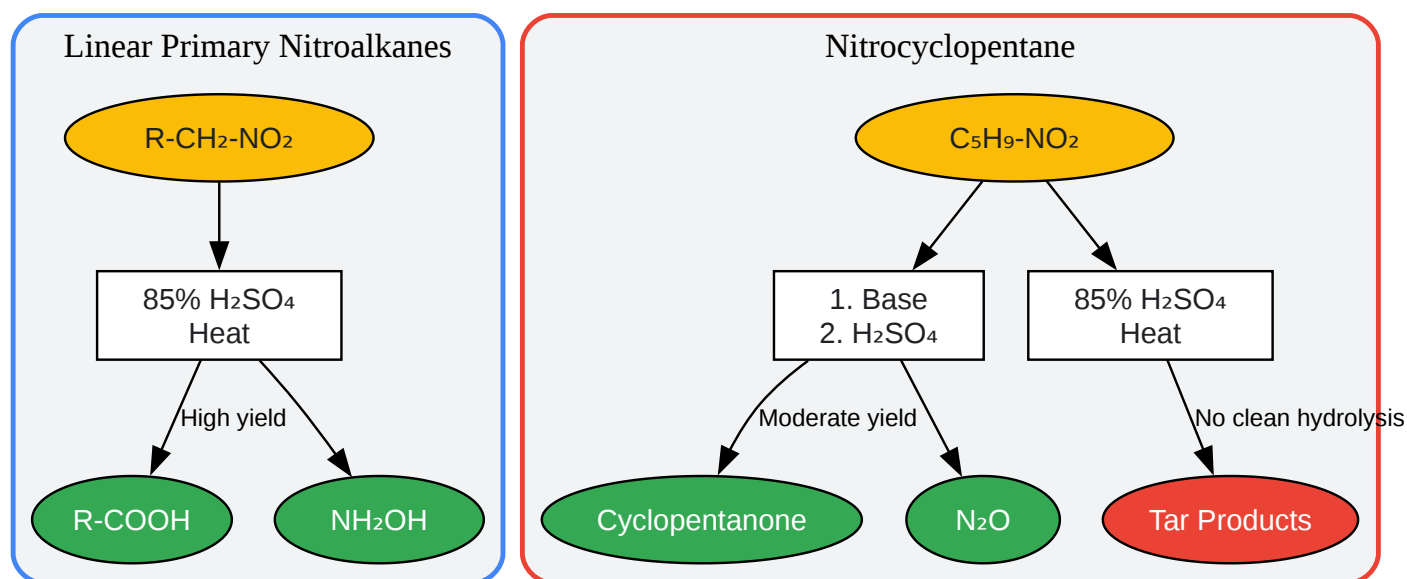 Linear Primary Nitroalkanes
R-CH₂-NO₂
85% H₂SO₄
Heat
High yield
R-COOH
NH₂OH
Nitrocyclopentane
C₅H₉-NO₂
1. Base
2. H₂SO₄
85% H₂SO₄
Heat
Moderate yield
No clean hydrolysis
Cyclopentanone
N₂O
Tar Products